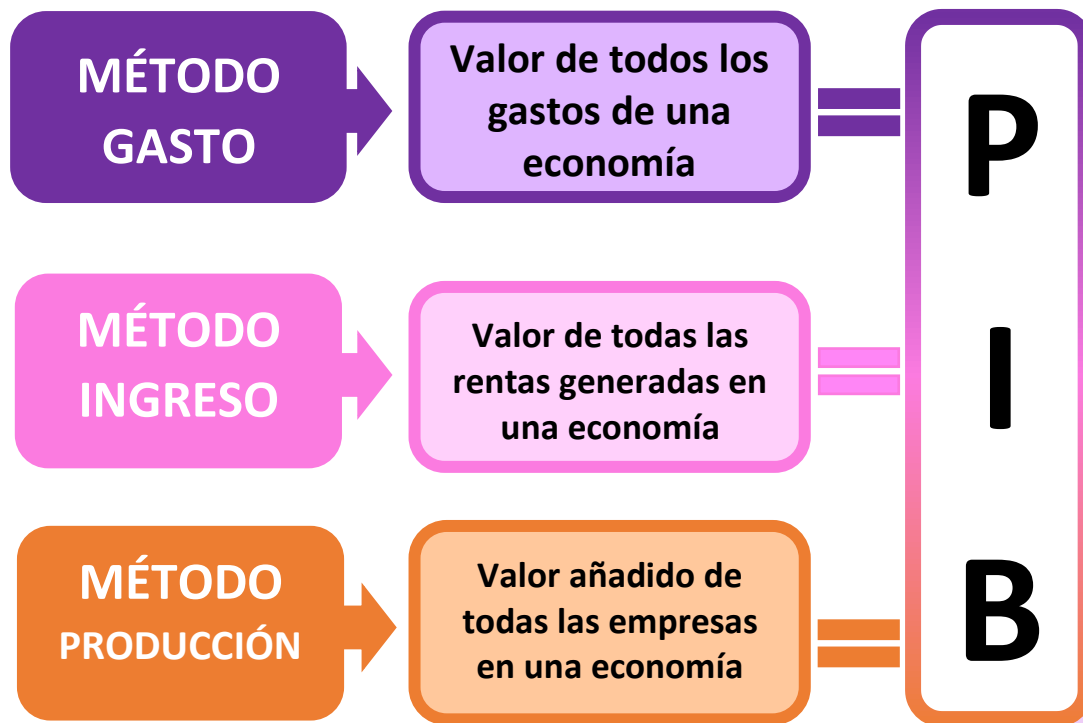 MÉTODO
GASTO
Valor de todos los
gastos de una
economía
MÉTODO
INGRESO
Valor de todas las
rentas generadas en
una economía
MÉTODO
PRODUCCIÓN
Valor añadido de
todas las empresas
en una economía
P
I
B